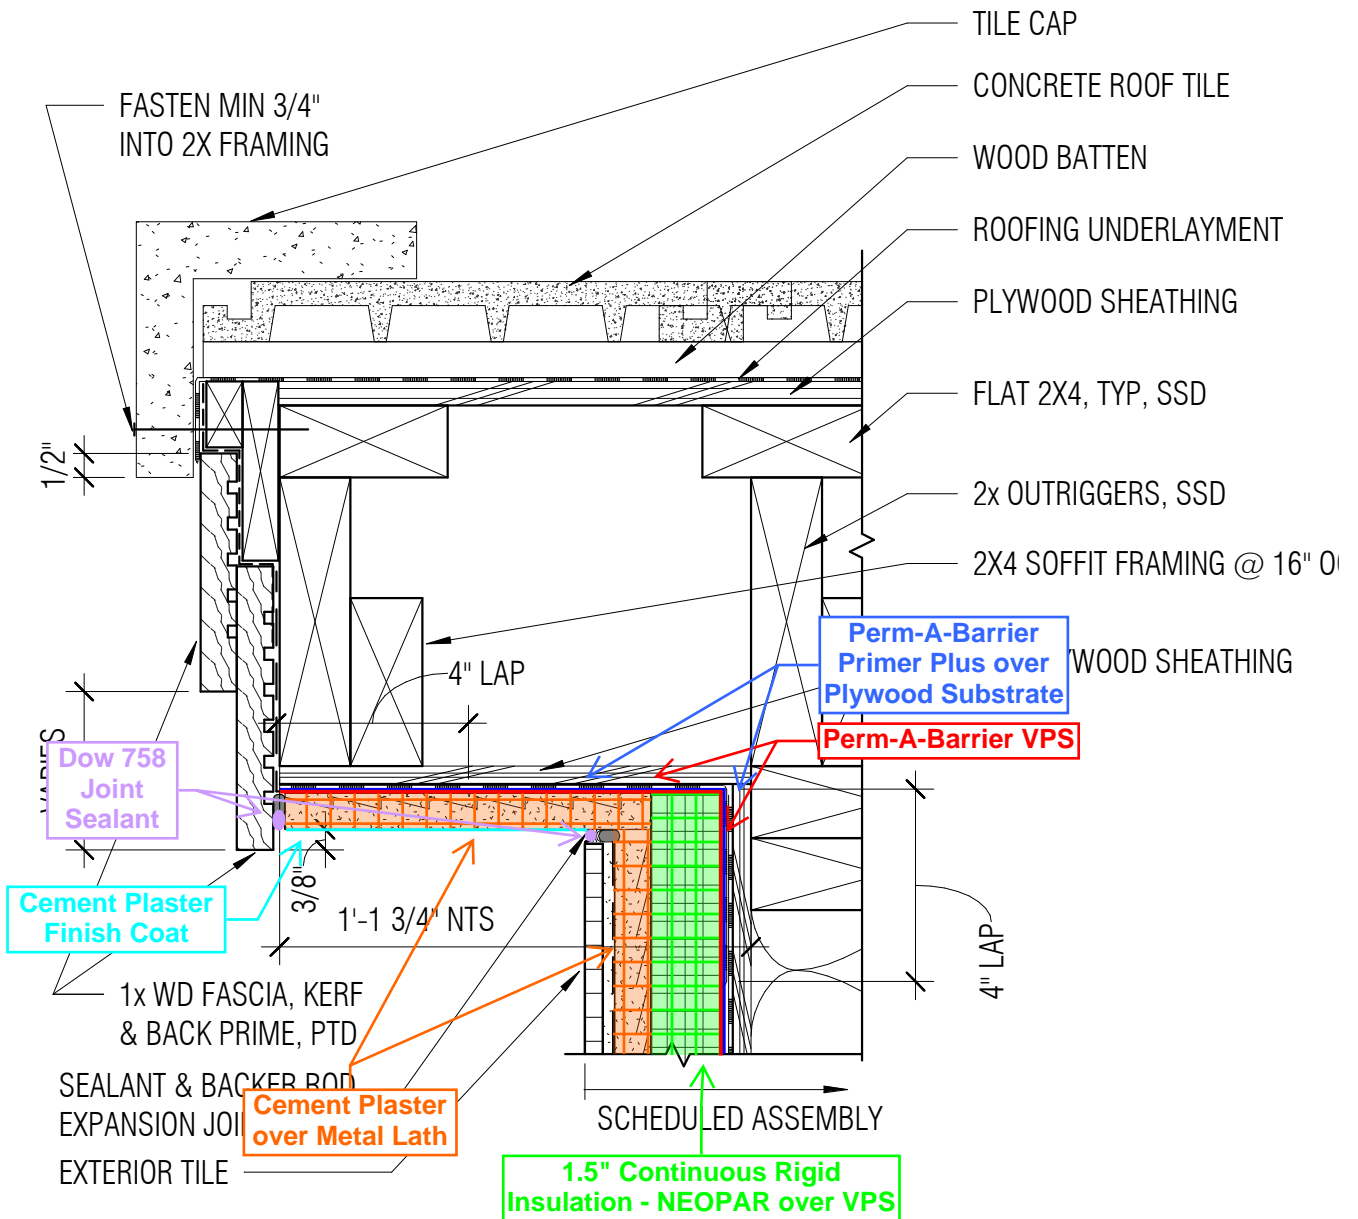 TILE CAP
CONCRETE ROOF TILE
FASTEN MIN 3/4"
INTO 2X FRAMING
WOOD BATTEN
ROOFING UNDERLAYMENT
PLYWOOD SHEATHING
FLAT 2X4, TYP, SSD
1/2"
2x OUTRIGGERS, SSD
2X4 SOFFIT FRAMING @ 16"
Perm-A-Barrier
Primer Plus over
Plywood Substrate
SHEATHING
4" LAP
Perm-A-Barrier VPS
VARIES
Dow 758
Joint
Sealant
3/8"
Cement Plaster
Finish Coat
1'-1 3/4" NTS
4" LAP
1x WD FASCIA, KERF
& BACK PRIME, PTD
SEALANT & BACKER ROD
EXPANSION
Cement Plaster
over Metal Lath
SCHEDULED ASSEMBLY
EXTERIOR TILE
1.5" Continuous Rigid
Insulation - NEOPAR over VPS